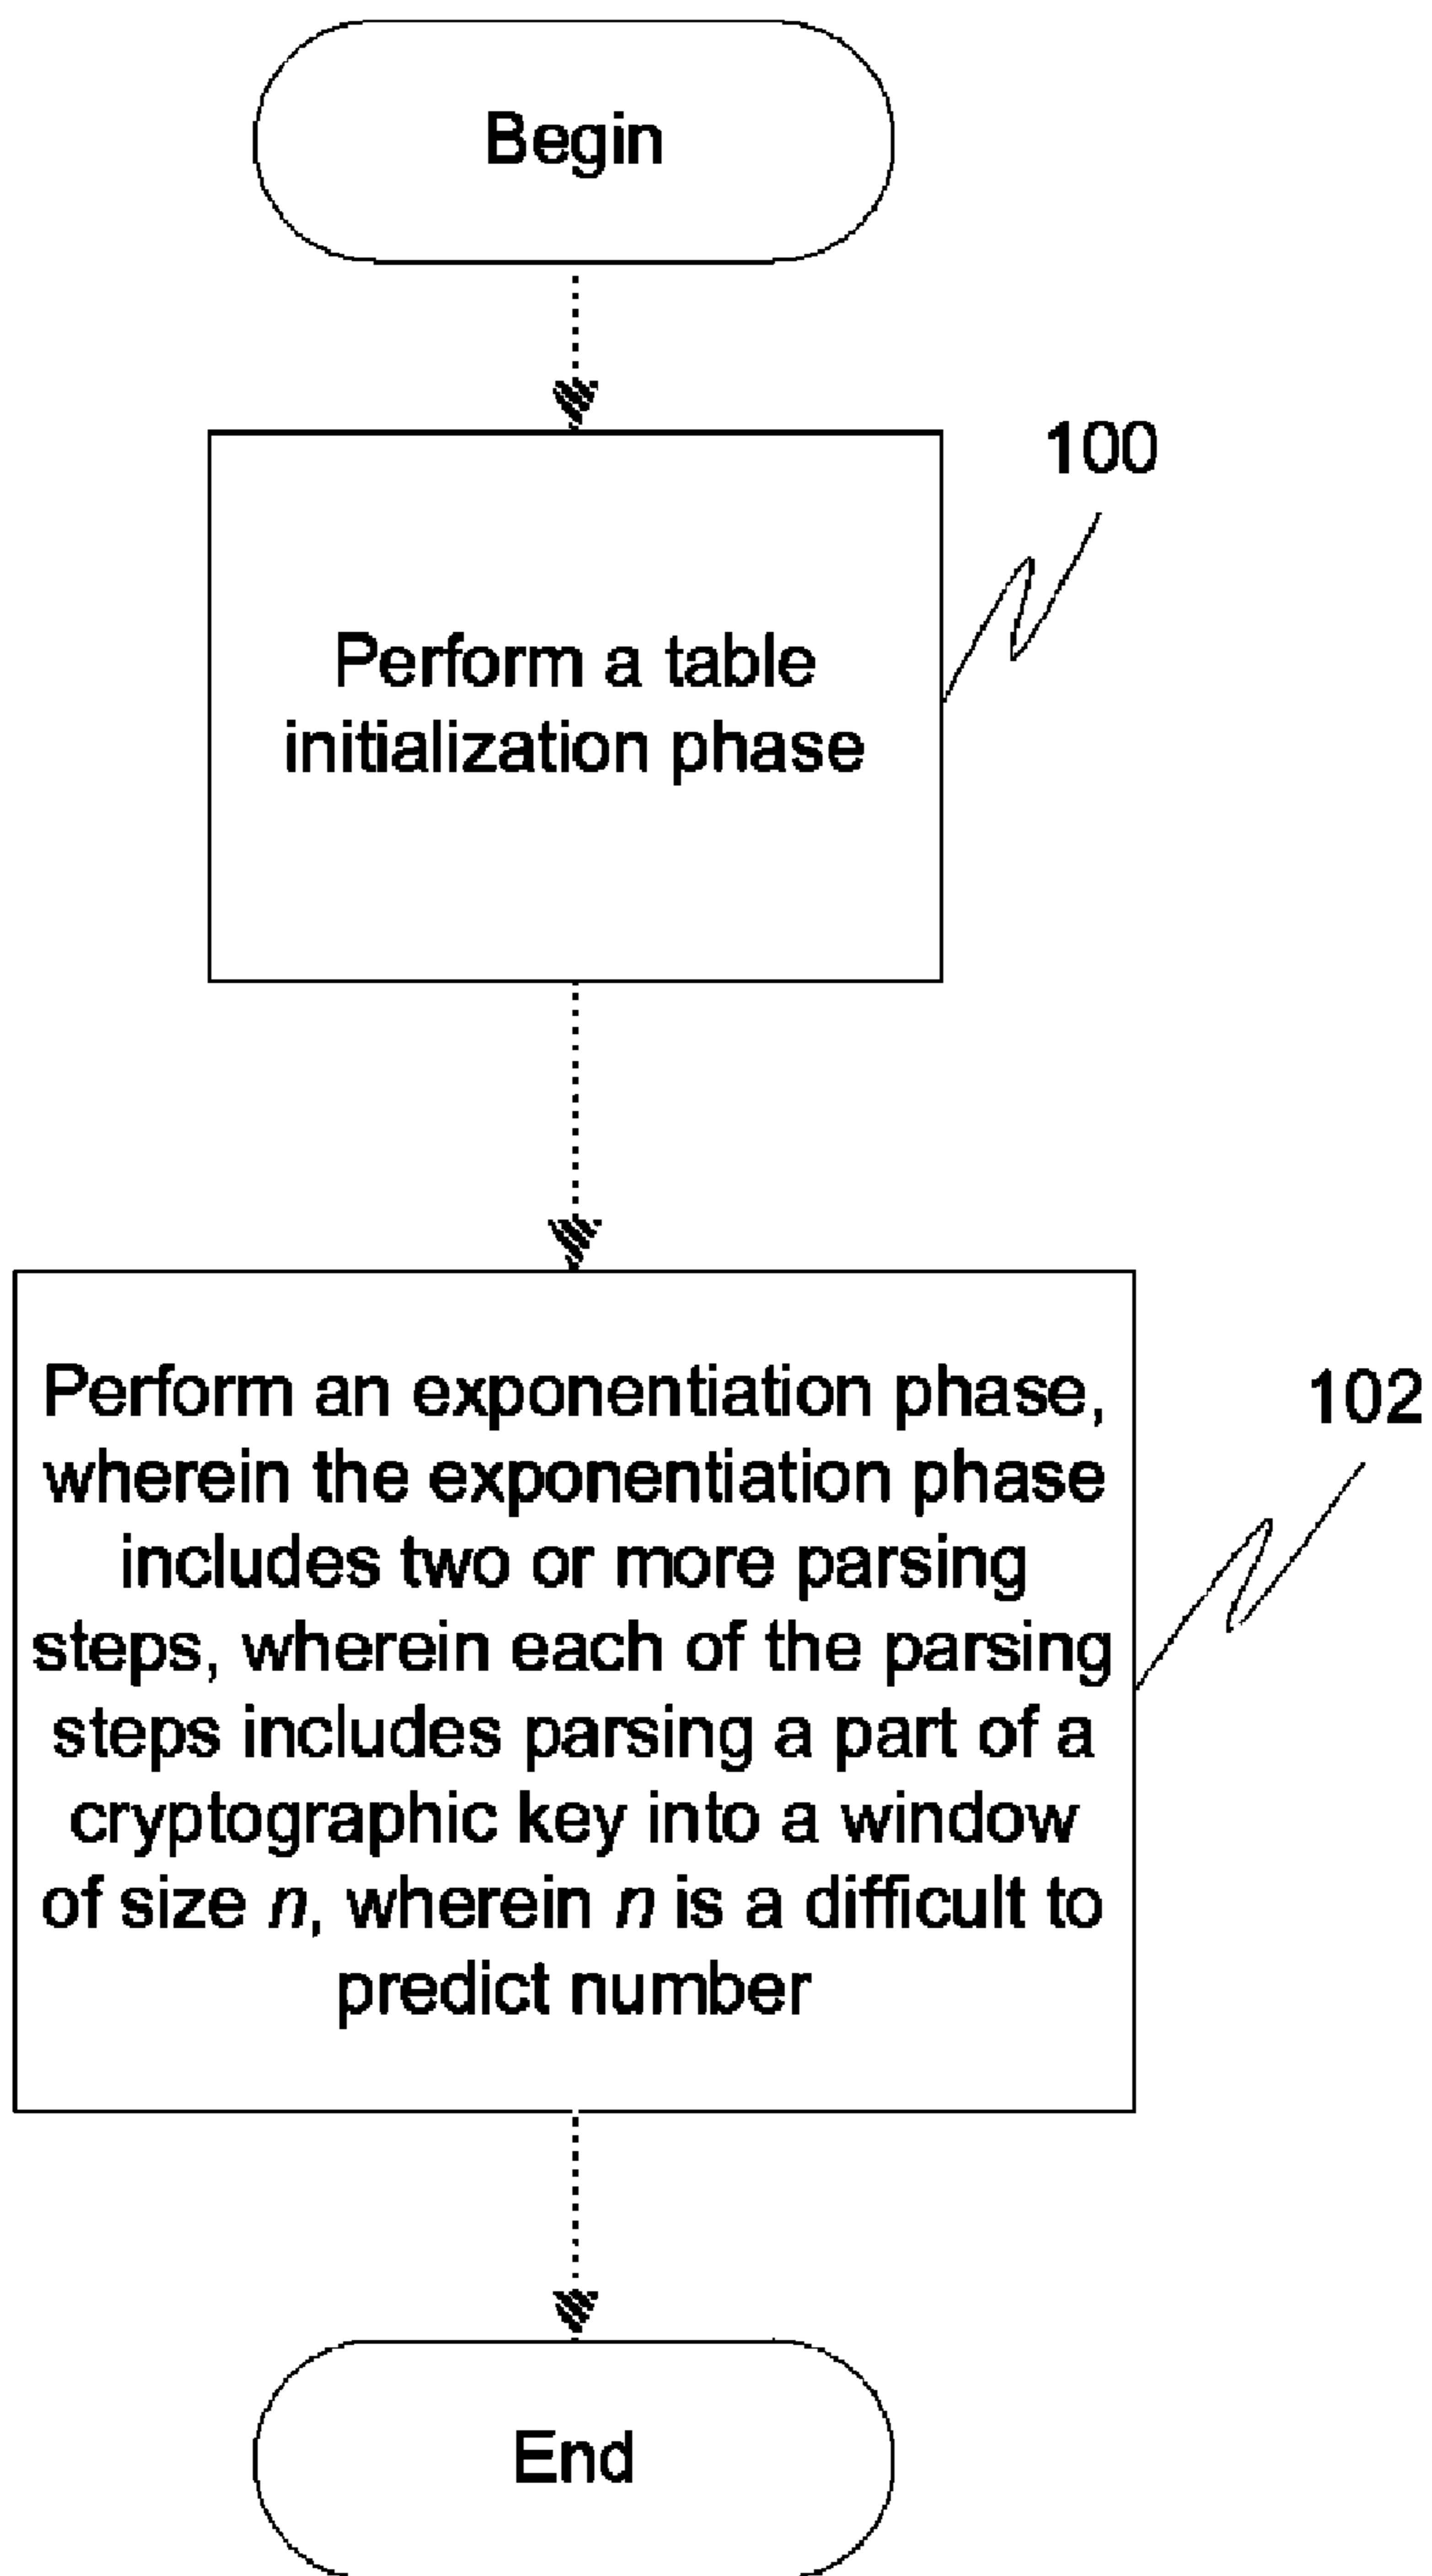 Begin
100
Perform a table
initialization phase
102
Perform an exponentiation phase,
wherein the exponentiation phase
includes two or more parsing
steps, wherein each of the parsing
steps includes parsing a part of a
cryptographic key into a window
of size n, wherein n is a difficult to
predict number
End